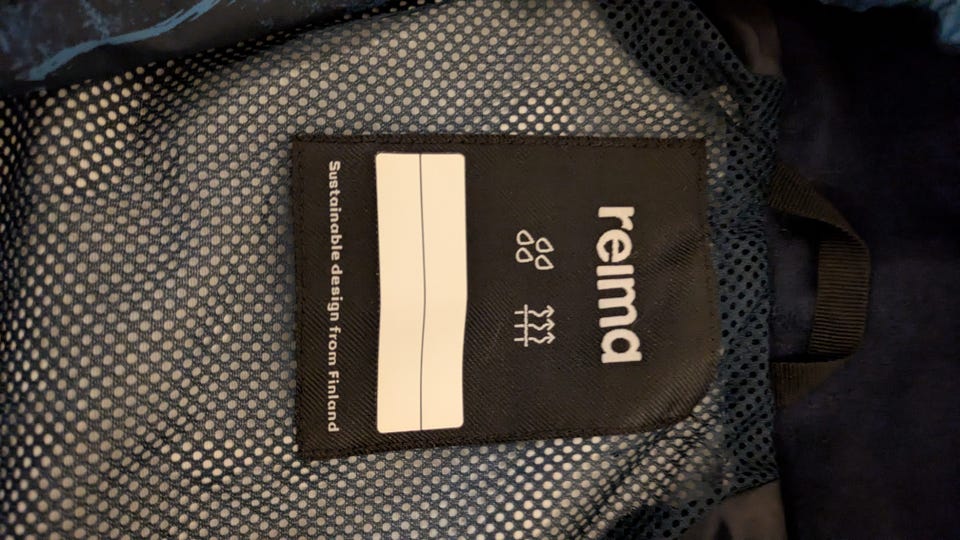 reima
Sustainable design from Finland